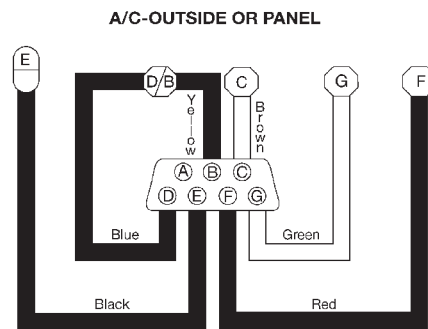 A/C-OUTSIDE OR PANEL
E
D/B
C
G
F
Yellow
Brown
A B C
D E F G
Blue
Green
Black
Red